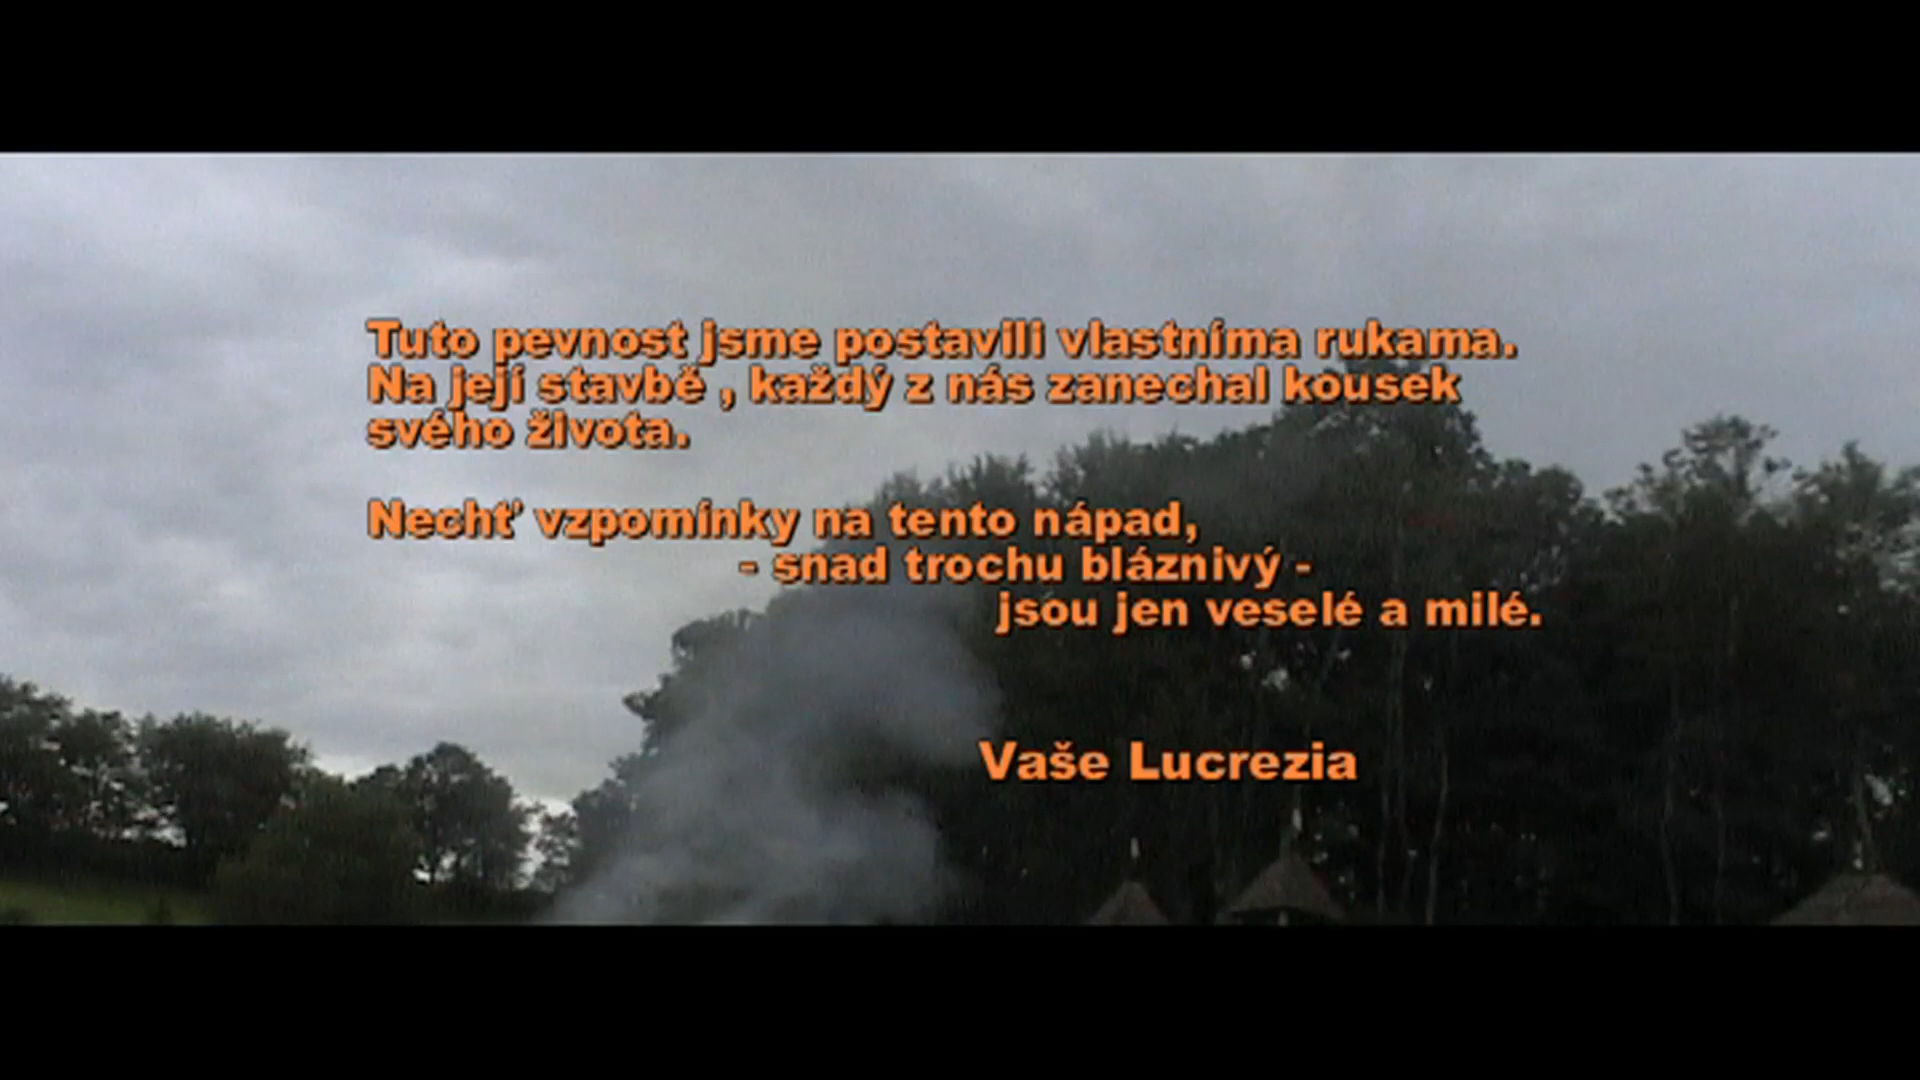 Tuto pevnost jsme postavili vlastníma rukama.
Na její stavbě , každý z nás zanechal kousek
svého života.
Nechť vzpomínky na tento nápad,
- snad trochu bláznivý -
jsou jen veselé a milé.
Vaše Lucrezia